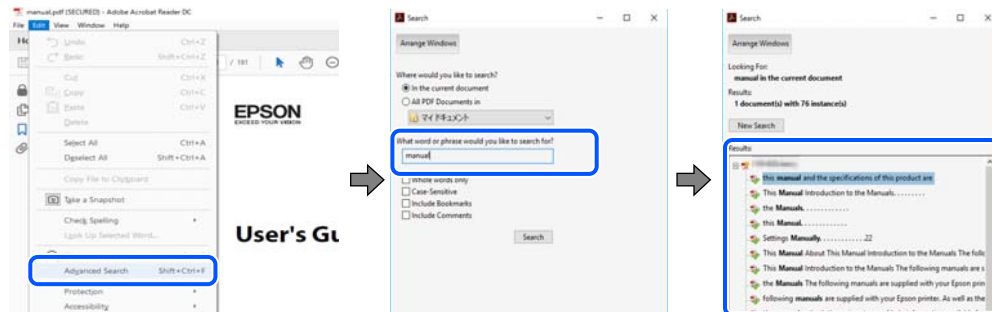 manual.pdf (SECURED) - Adobe Acrobat Reader DC
File Edit View Window Help
Undo Ctrl+Z
Redo Shift+Ctrl+Z
Cut Ctrl+X
Copy Ctrl+C
Paste Ctrl+V
Delete
Select All Ctrl+A
Deselect All Shift+Ctrl+A
Copy File to Clipboard
Take a Snapshot
Check Spelling
Look Up Selected Word...
Advanced Search Shift+Ctrl+F
Protection
Accessibility
/ 181
EPSON
EXCEED YOUR VISION
User's Gu
Search
Arrange Windows
Where would you like to search?
In the current document
All PDF Documents in
マイ ドキュメント
What word or phrase would you like to search for?
manual
Whole words only
Case-Sensitive
Include Bookmarks
Include Comments
Search
Search
Arrange Windows
Looking For:
manual in the current document
Results:
1 document(s) with 76 instance(s)
New Search
Results:
this manual and the specifications of this product are
This Manual Introduction to the Manuals. . . . . . . . .
the Manuals. . . . . . . . . . . . .
this Manual. . . . . . . . . . . . .
Settings Manually. . . . . . . . . . . . .22
This Manual About This Manual Introduction to the Manuals The follo
This Manual Introduction to the Manuals The following manuals are s
the Manuals The following manuals are supplied with your Epson prin
following manuals are supplied with your Epson printer. As well as the